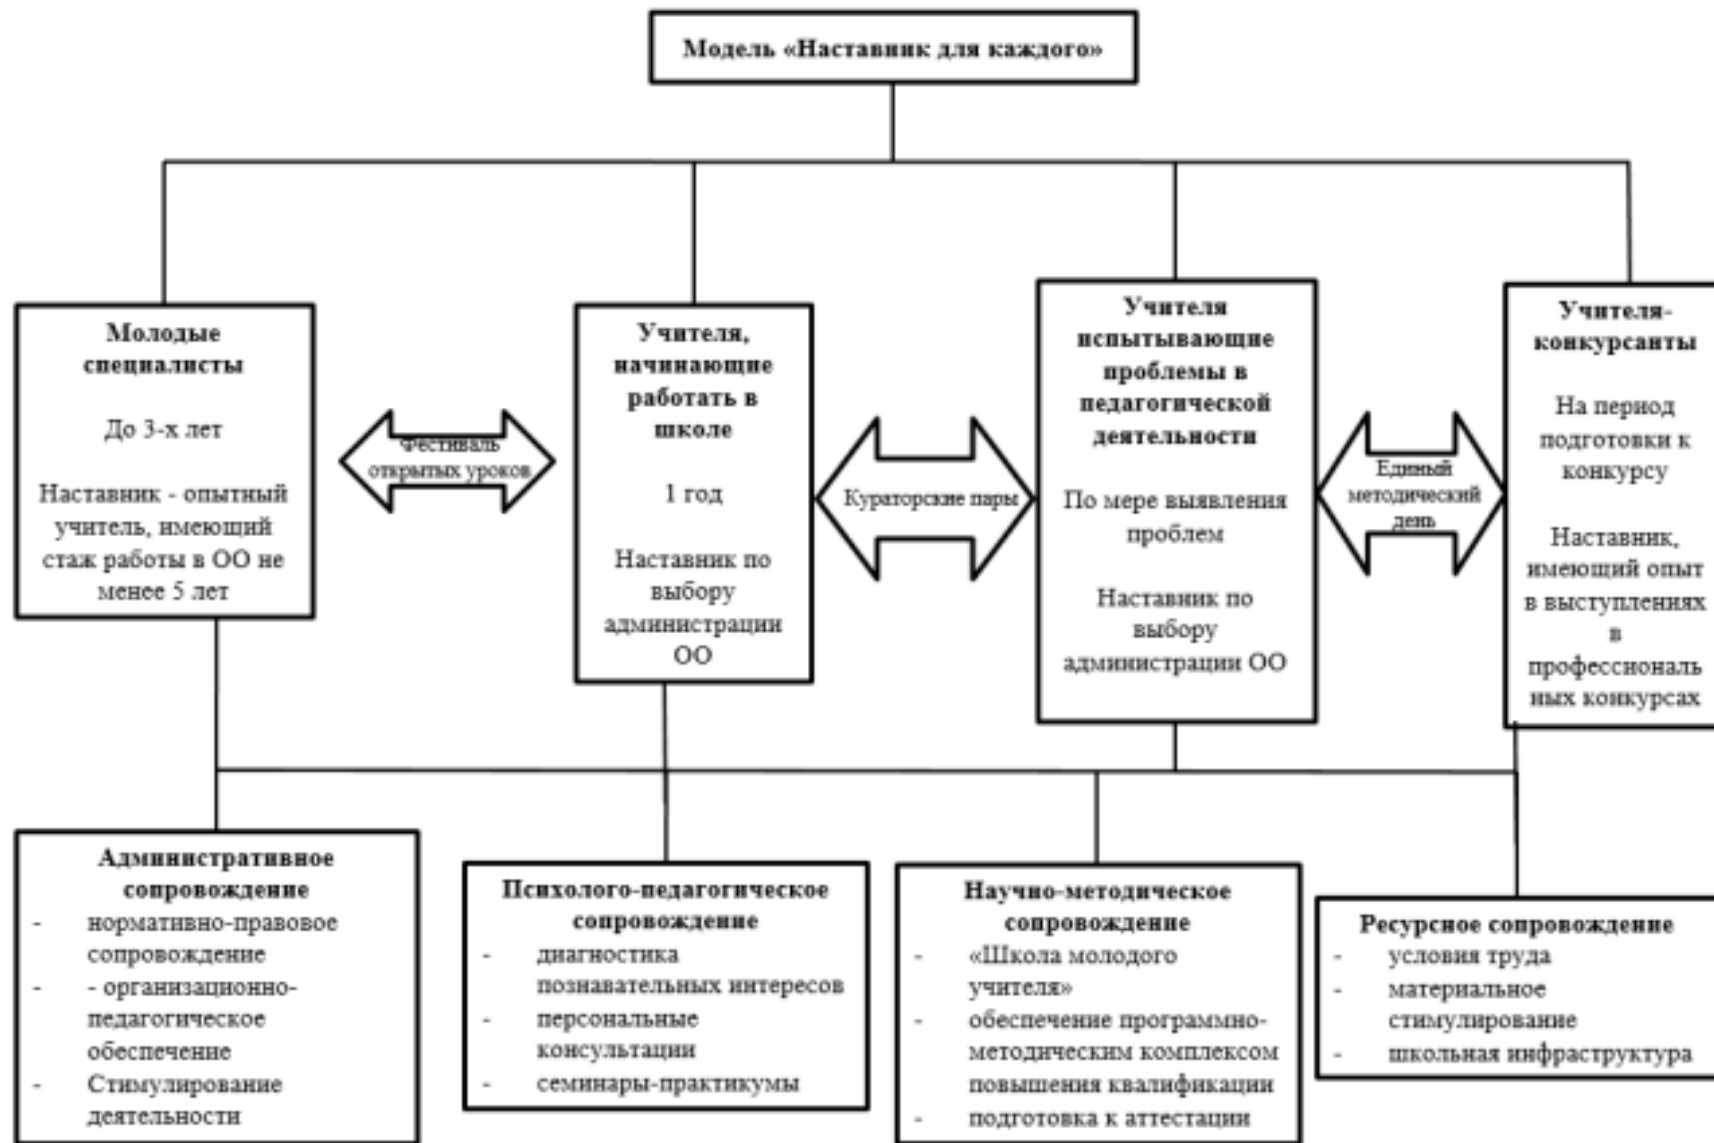 Модель «Наставник для каждого»
Молодые
специалисты
До 3-х лет
Наставник - опытный
учитель, имеющий
стаж работы в ОО не
менее 5 лет
Фестиваль
открытых уроков
Учителя,
начинающие
работать в
школе
1 год
Наставник по
выбору
администрации
ОО
Кураторские пары
Учителя
испытывающие
проблемы в
педагогической
деятельности
По мере выявления
проблем
Наставник по
выбору
администрации ОО
Единый
методический
день
Учителя-
конкурсанты
На период
подготовки к
конкурсу
Наставник,
имеющий опыт
в выступлениях
в
профессиональ
ных конкурсах
Административное
сопровождение
- нормативно-правовое
сопровождение
- - организационно-
педагогическое
обеспечение
- Стимулирование
деятельности
Психолого-педагогическое
сопровождение
- диагностика
познавательных интересов
- персональные
консультации
- семинары-практикумы
Научно-методическое
сопровождение
- «Школа молодого
учителя»
- обеспечение программно-
методическим комплексом
повышения квалификации
- подготовка к аттестации
Ресурсное сопровождение
- условия труда
- материальное
стимулирование
- школьная инфраструктура